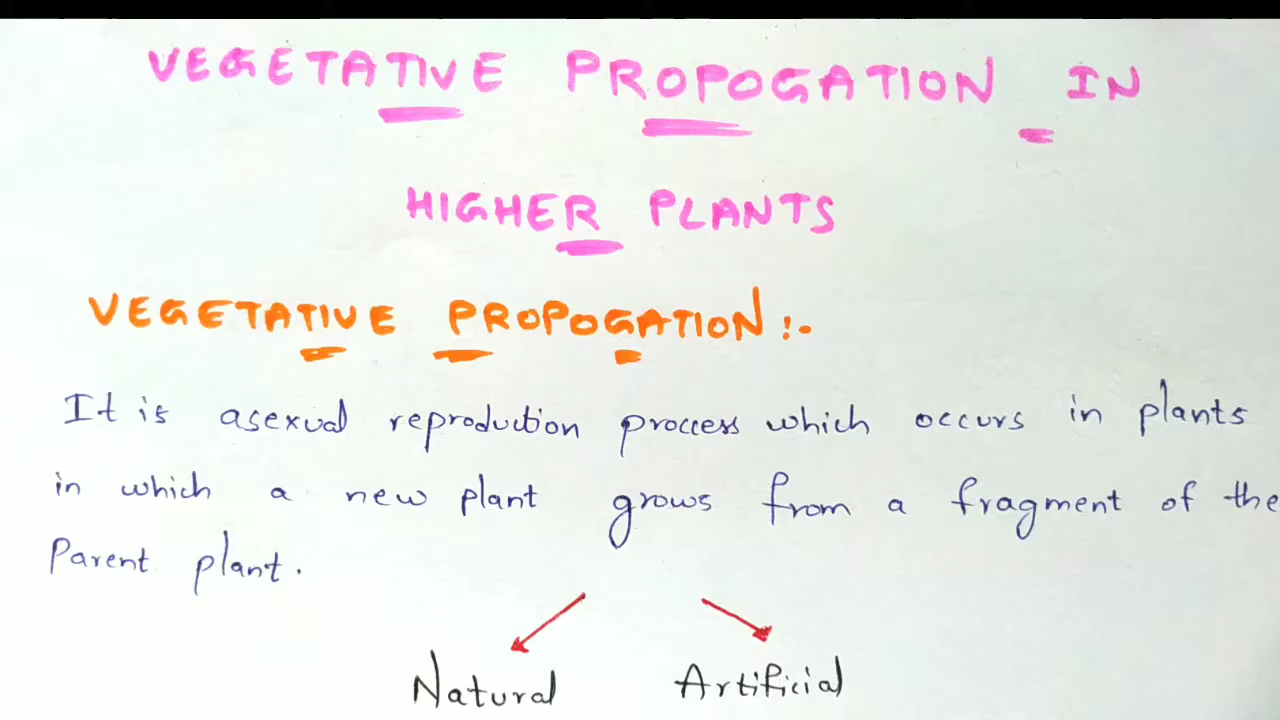 VEGETATIVE PROPOGATION IN
HIGHER PLANTS
VEGETATIVE PROPOGATION :-
It is asexual reproduction proccess which occurs in plants
in which a new plant grows from a fragment of the
Parent plant.
Natural Artificial